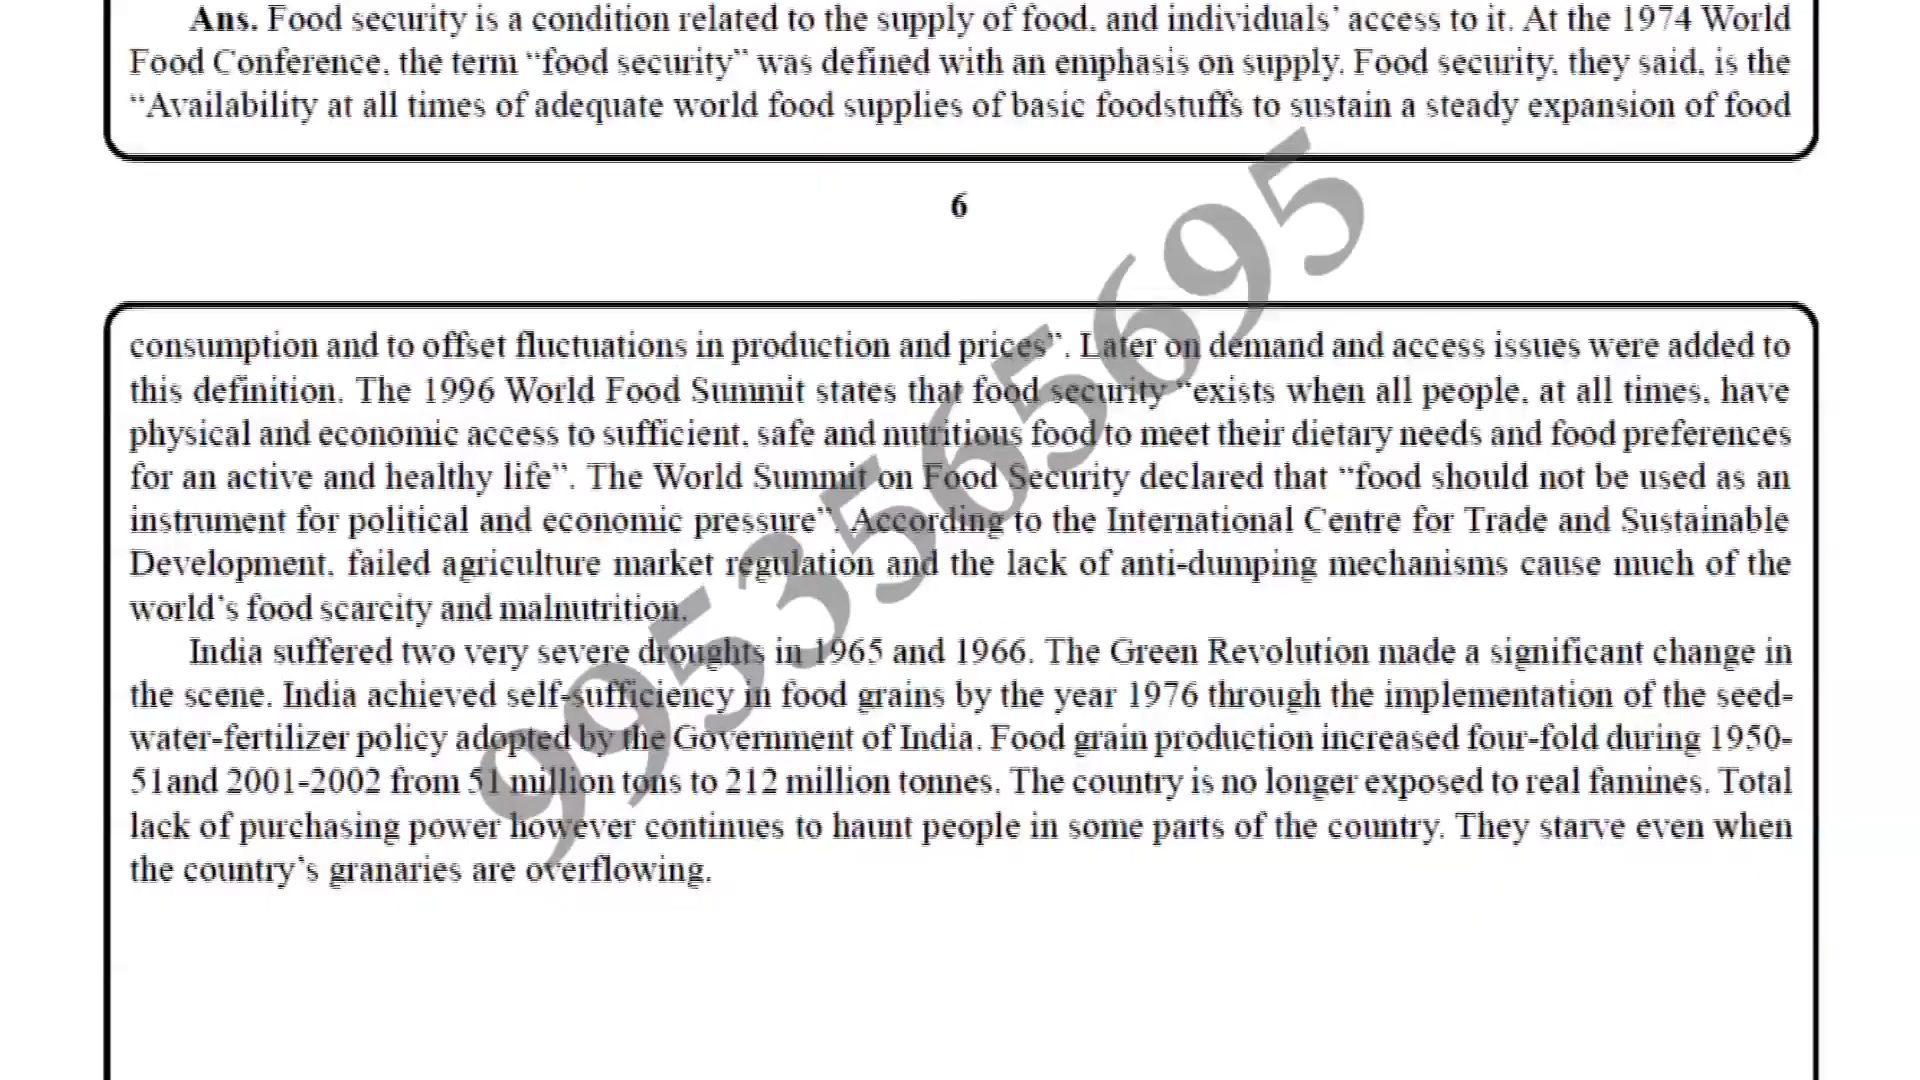 Ans. Food security is a condition related to the supply of food, and individuals’ access to it. At the 1974 World
Food Conference, the term “food security” was defined with an emphasis on supply. Food security, they said, is the
“Availability at all times of adequate world food supplies of basic foodstuffs to sustain a steady expansion of food
6
consumption and to offset fluctuations in production and prices”. Later on demand and access issues were added to
this definition. The 1996 World Food Summit states that food security “exists when all people, at all times, have
physical and economic access to sufficient, safe and nutritious food to meet their dietary needs and food preferences
for an active and healthy life”. The World Summit on Food Security declared that “food should not be used as an
instrument for political and economic pressure”. According to the International Centre for Trade and Sustainable
Development, failed agriculture market regulation and the lack of anti-dumping mechanisms cause much of the
world’s food scarcity and malnutrition.
India suffered two very severe droughts in 1965 and 1966. The Green Revolution made a significant change in
the scene. India achieved self-sufficiency in food grains by the year 1976 through the implementation of the seed-
water-fertilizer policy adopted by the Government of India. Food grain production increased four-fold during 1950-
51and 2001-2002 from 51 million tons to 212 million tonnes. The country is no longer exposed to real famines. Total
lack of purchasing power however continues to haunt people in some parts of the country. They starve even when
the country’s granaries are overflowing.
9953565695